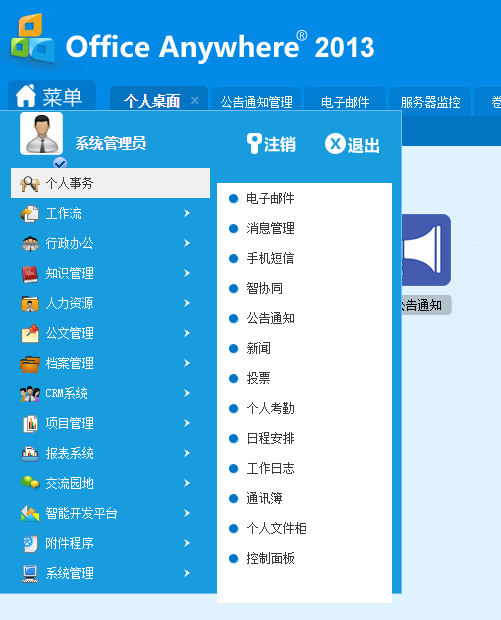 Office Anywhere® 2013
菜单
个人桌面 ×
公告通知管理
电子邮件
服务器监控
系统管理员
注销
退出
个人事务
工作流
行政办公
知识管理
人力资源
公文管理
档案管理
CRM系统
项目管理
报表系统
交流园地
智能开发平台
附件程序
系统管理
电子邮件
消息管理
手机短信
智协同
公告通知
新闻
投票
个人考勤
日程安排
工作日志
通讯簿
个人文件柜
控制面板
公告通知